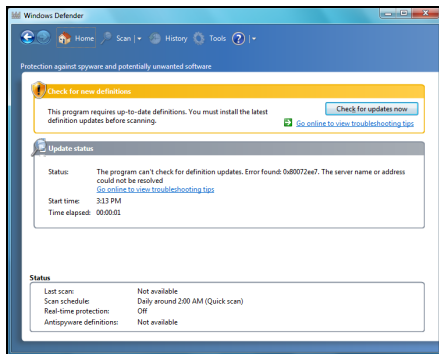 Windows Defender
Home Scan | History Tools |
Protection against spyware and potentially unwanted software
Check for new definitions
This program requires up-to-date definitions. You must install the latest
definition updates before scanning.
Check for updates now
Go online to view troubleshooting tips
Update status
Status: The program can't check for definition updates. Error found: 0x80072ee7. The server name or address
could not be resolved
Go online to view troubleshooting tips
Start time: 3:13 PM
Time elapsed: 00:00:01
Status
Last scan: Not available
Scan schedule: Daily around 2:00 AM (Quick scan)
Real-time protection: Off
Antispyware definitions: Not available